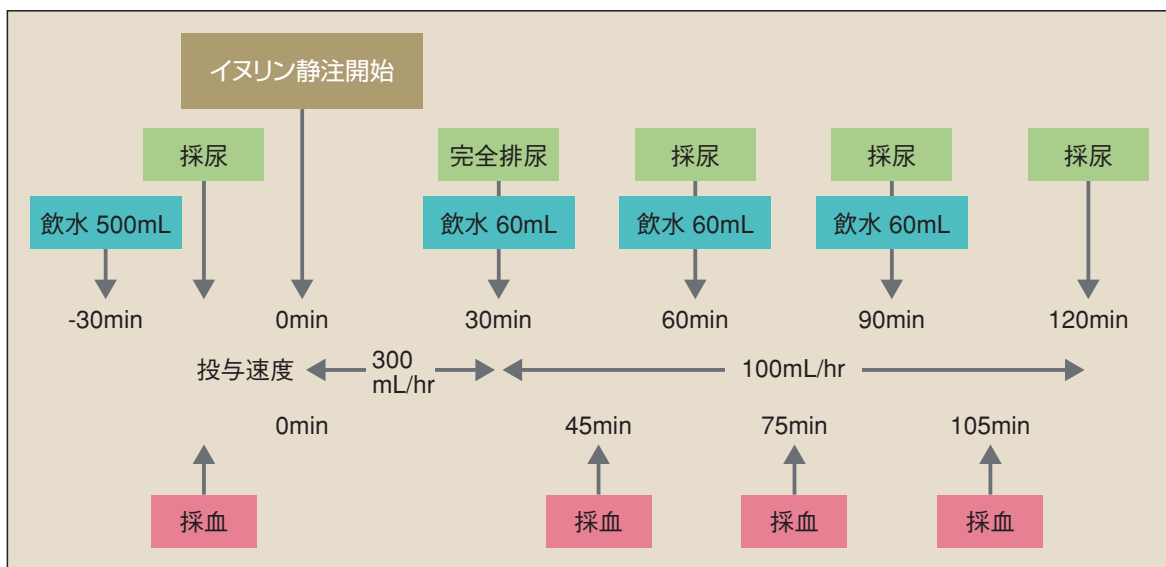 イヌリン静注開始
採尿
完全排尿
採尿
採尿
採尿
飲水 500mL
飲水 60mL
飲水 60mL
飲水 60mL
-30min
0min
30min
60min
90min
120min
投与速度
300
mL/hr
100mL/hr
0min
45min
75min
105min
採血
採血
採血
採血